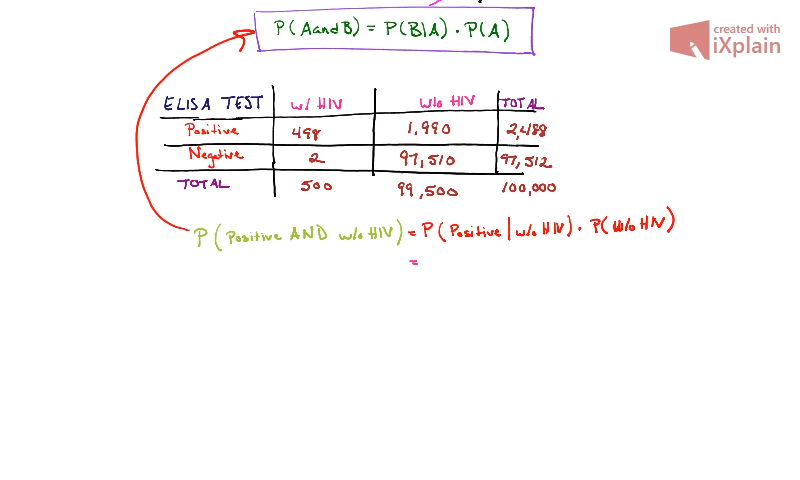 P(A and B) = P(B|A) · P(A)
created with
iXplain
ELISA TEST w/ HIV w/o HIV TOTAL
Positive 498 1,990 2,488
Negative 2 97,510 97,512
TOTAL 500 99,500 100,000
P(Positive AND w/o HIV) = P(Positive | w/o HIV) · P(w/o HIV)
=